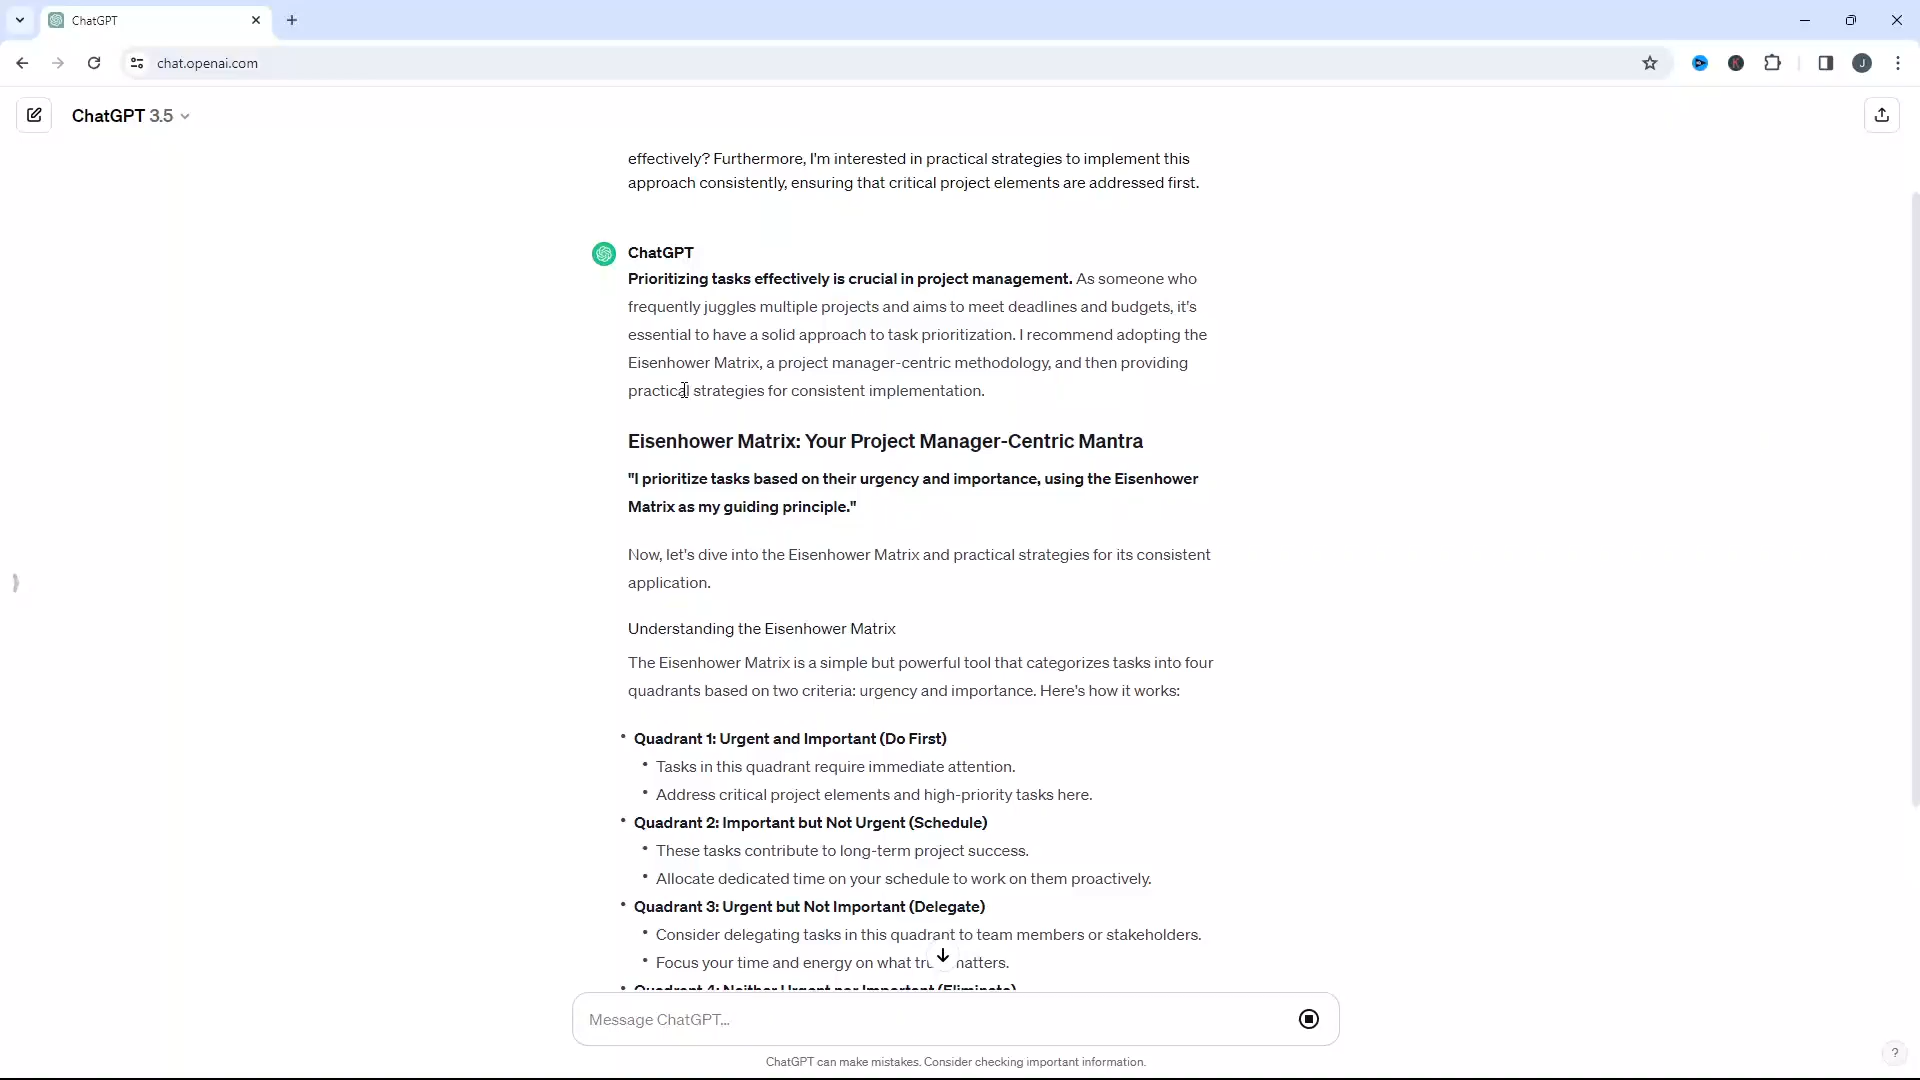 ChatGPT
chat.openai.com
J
ChatGPT 3.5
effectively? Furthermore, I'm interested in practical strategies to implement this
approach consistently, ensuring that critical project elements are addressed first.
ChatGPT
Prioritizing tasks effectively is crucial in project management. As someone who
frequently juggles multiple projects and aims to meet deadlines and budgets, it's
essential to have a solid approach to task prioritization. I recommend adopting the
Eisenhower Matrix, a project manager-centric methodology, and then providing
practical strategies for consistent implementation.
Eisenhower Matrix: Your Project Manager-Centric Mantra
"I prioritize tasks based on their urgency and importance, using the Eisenhower
Matrix as my guiding principle."
Now, let's dive into the Eisenhower Matrix and practical strategies for its consistent
application.
Understanding the Eisenhower Matrix
The Eisenhower Matrix is a simple but powerful tool that categorizes tasks into four
quadrants based on two criteria: urgency and importance. Here's how it works:
• Quadrant 1: Urgent and Important (Do First)
• Tasks in this quadrant require immediate attention.
• Address critical project elements and high-priority tasks here.
• Quadrant 2: Important but Not Urgent (Schedule)
• These tasks contribute to long-term project success.
• Allocate dedicated time on your schedule to work on them proactively.
• Quadrant 3: Urgent but Not Important (Delegate)
• Consider delegating tasks in this quadrant to team members or stakeholders.
• Focus your time and energy on what matters.
• Quadrant 4: Neither Urgent nor Important (Eliminate)
Message ChatGPT...
ChatGPT can make mistakes. Consider checking important information.
?